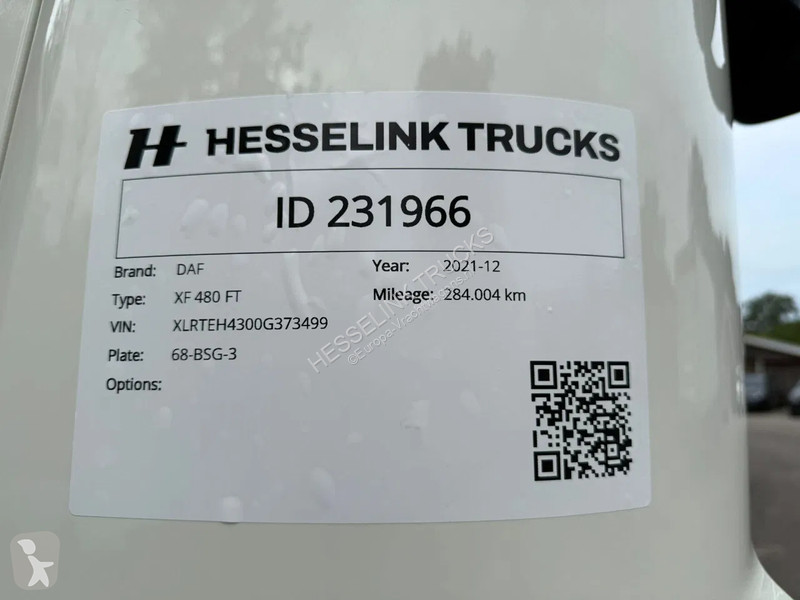 HESSELINK TRUCKS
ID 231966
Brand: DAF
Year: 2021-12
Type: XF 480 FT
Mileage: 284.004 km
VIN: XLRTEH4300G373499
Plate: 68-BSG-3
Options:
HESSELINK TRUCKS